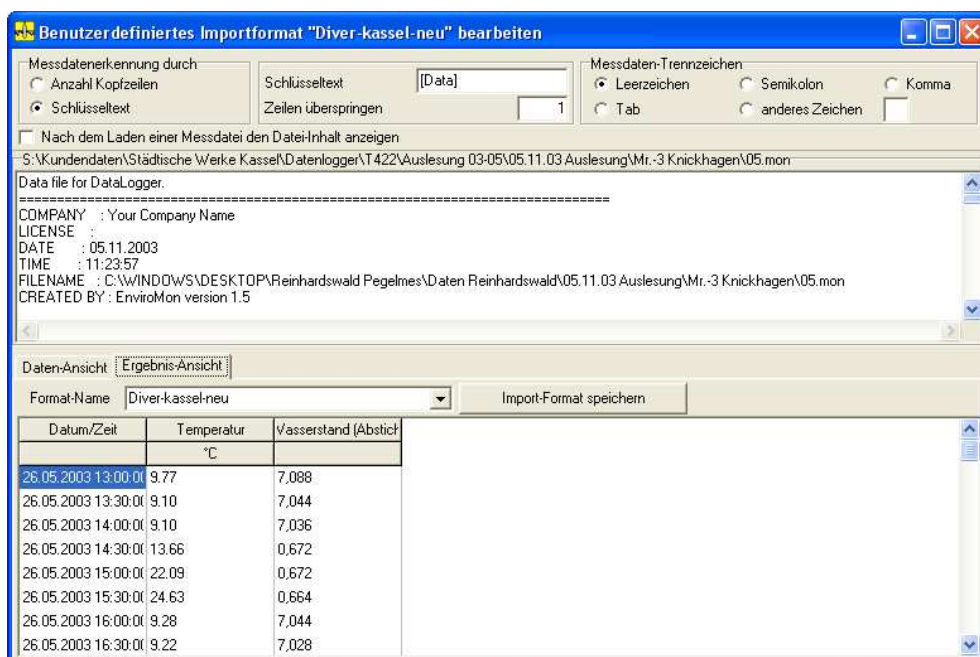 Benutzerdefiniertes Importformat "Diver-kassel-neu" bearbeiten
Messdatenerkennung durch
Anzahl Kopfzeilen
Schlüsseltext
Schlüsseltext [Data]
Zeilen überspringen 1
Messdaten-Trennzeichen
Leerzeichen Semikolon Komma
Tab anderes Zeichen
Nach dem Laden einer Messdatei den Datei-Inhalt anzeigen
S:\Kundendaten\Städtische Werke Kassel\Datenlogger\T422\Auslesung 03-05\05.11.03 Auslesung\Mr.-3 Knickhagen\05.mon
Data file for DataLogger.
==============================================================================
COMPANY : Your Company Name
LICENSE :
DATE : 05.11.2003
TIME : 11:23:57
FILENAME : C:\WINDOWS\DESKTOP\Reinhardswald Pegelmes\Daten Reinhardswald\05.11.03 Auslesung\Mr.-3 Knickhagen\05.mon
CREATED BY : EnviroMon version 1.5
Daten-Ansicht Ergebnis-Ansicht
Format-Name Diver-kassel-neu Import-Format speichern
Datum/Zeit Temperatur Vasserstand (Abstich
°C
26.05.2003 13:00:0( 9.77 7,088
26.05.2003 13:30:0( 9.10 7,044
26.05.2003 14:00:0( 9.10 7,036
26.05.2003 14:30:0( 13.66 0,672
26.05.2003 15:00:0( 22.09 0,672
26.05.2003 15:30:0( 24.63 0,664
26.05.2003 16:00:0( 9.28 7,044
26.05.2003 16:30:0( 9.22 7,028